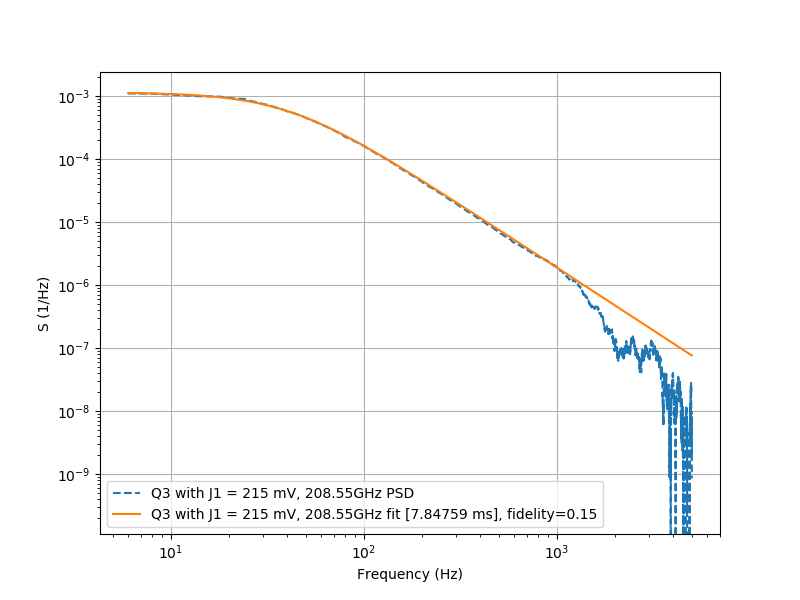 10⁻³
10⁻⁴
10⁻⁵
10⁻⁶
10⁻⁷
10⁻⁸
10⁻⁹
S (1/Hz)
Q3 with J1 = 215 mV, 208.55GHz PSD
Q3 with J1 = 215 mV, 208.55GHz fit [7.84759 ms], fidelity=0.15
10¹ 10² 10³
Frequency (Hz)